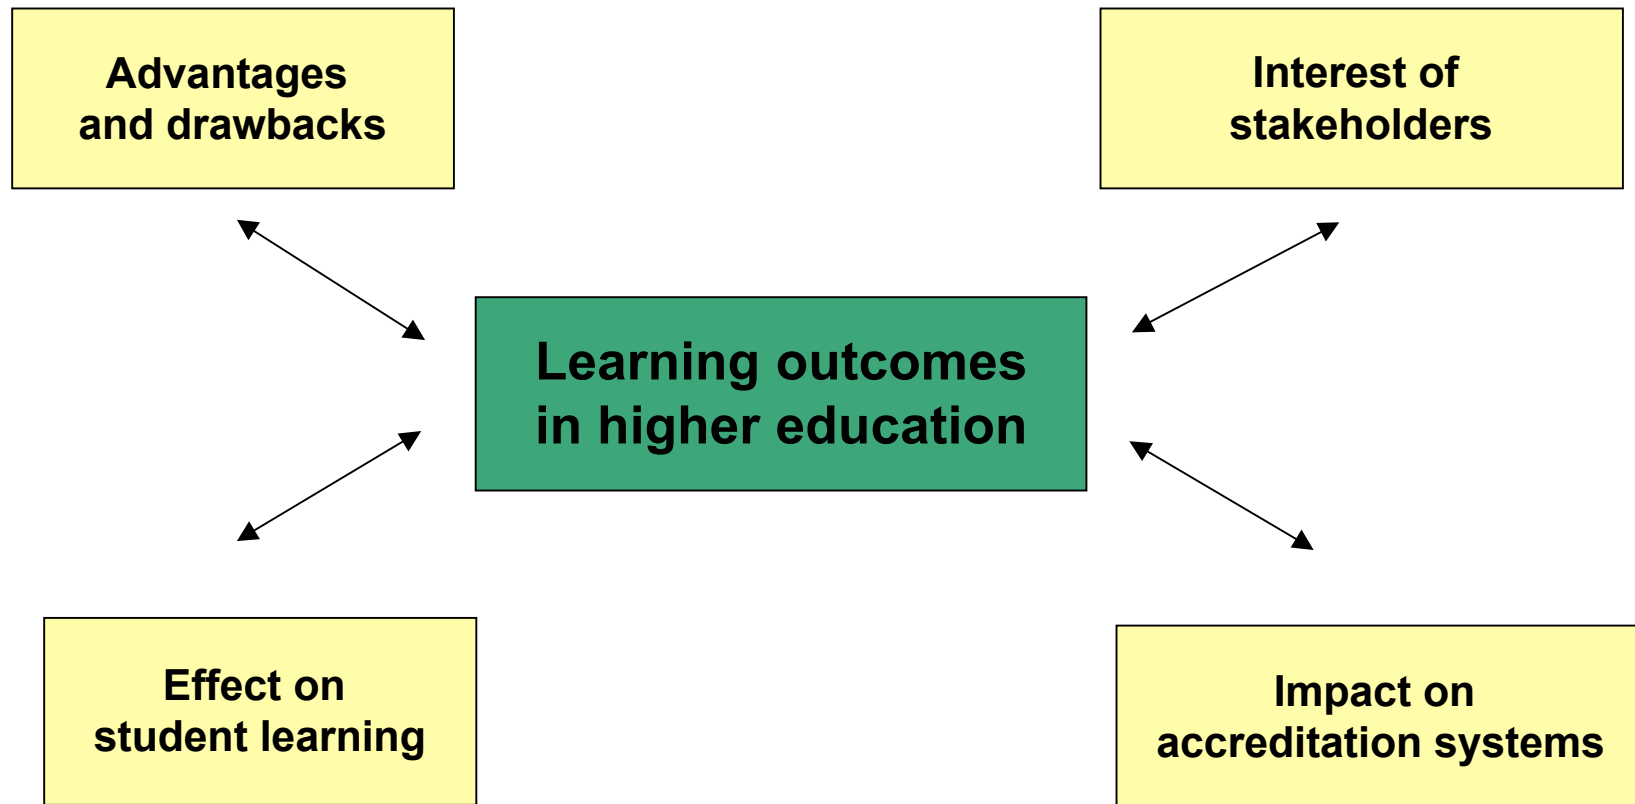 Advantages
and drawbacks
Interest of
stakeholders
Learning outcomes
in higher education
Effect on
student learning
Impact on
accreditation systems